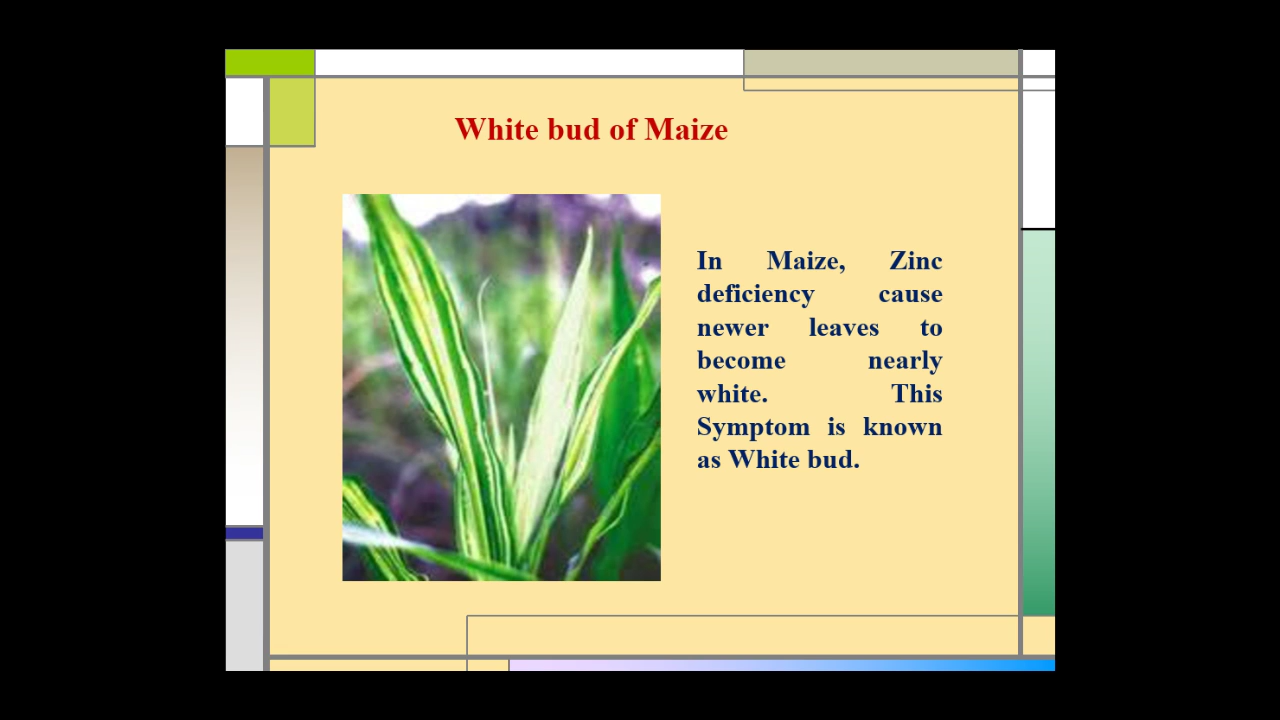 White bud of Maize
In Maize, Zinc
deficiency cause
newer leaves to
become nearly
white. This
Symptom is known
as White bud.